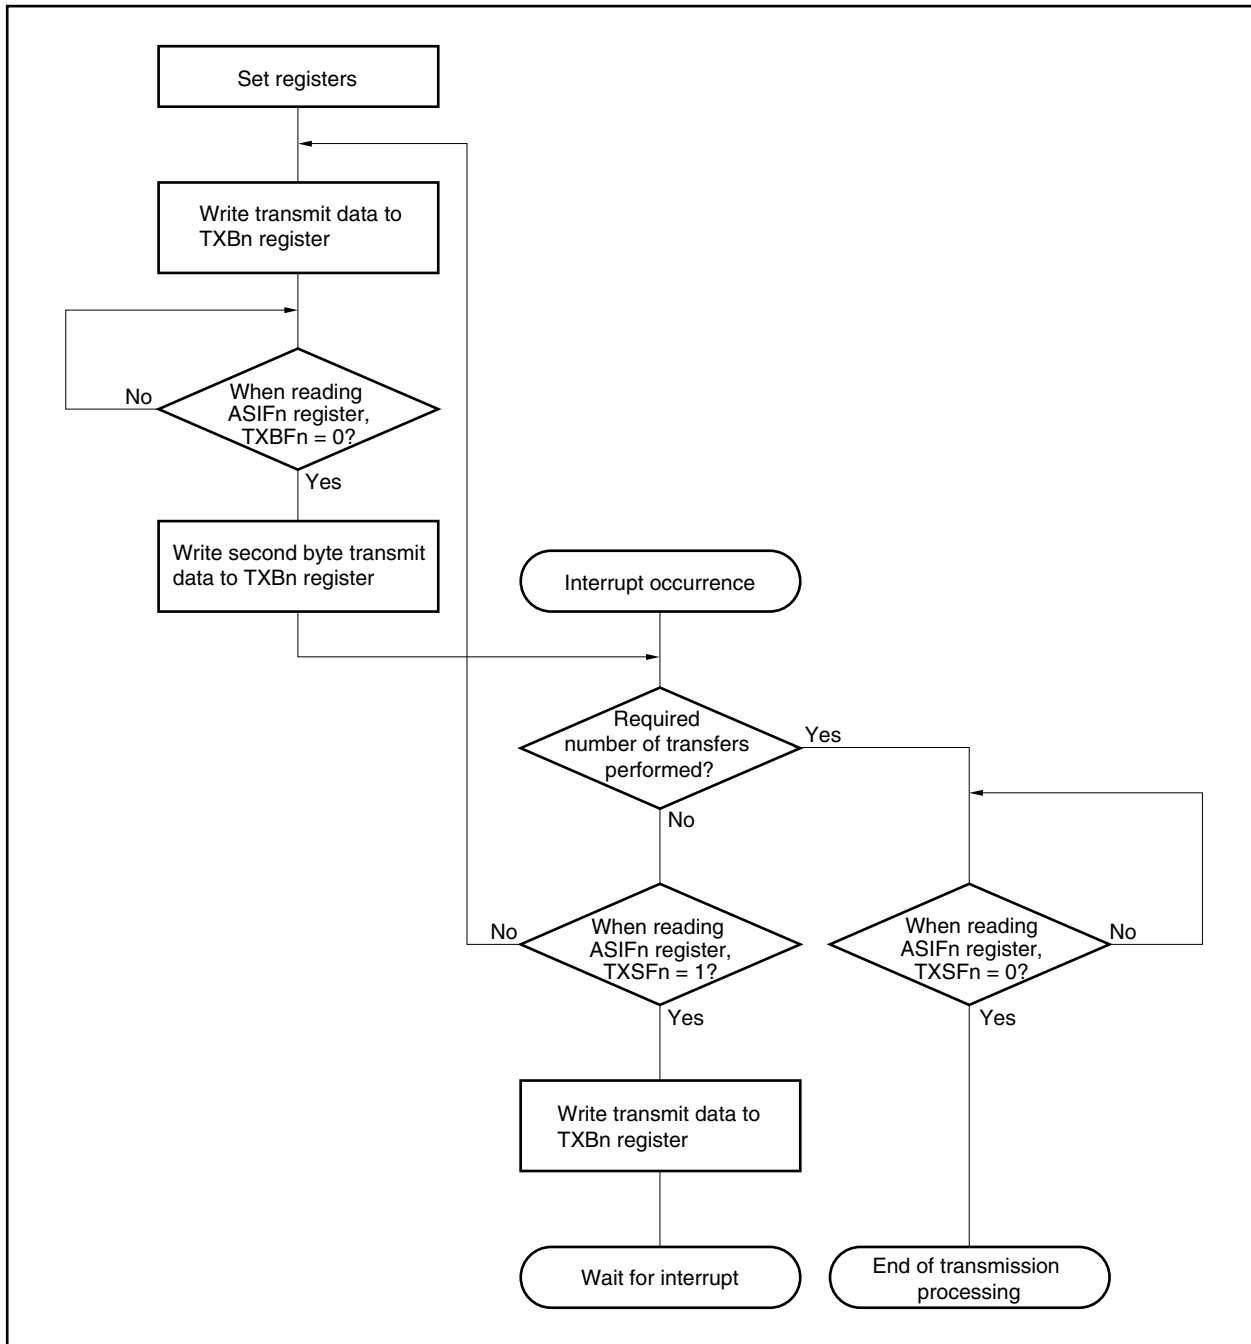 Set registers
Write transmit data to
TXBn register
No
When reading
ASIFn register,
TXBFn = 0?
Yes
Write second byte transmit
data to TXBn register
Interrupt occurrence
Required
number of transfers
performed?
Yes
No
No
When reading
ASIFn register,
TXSFn = 1?
Yes
When reading
ASIFn register,
TXSFn = 0?
No
Yes
Write transmit data to
TXBn register
Wait for interrupt
End of transmission
processing